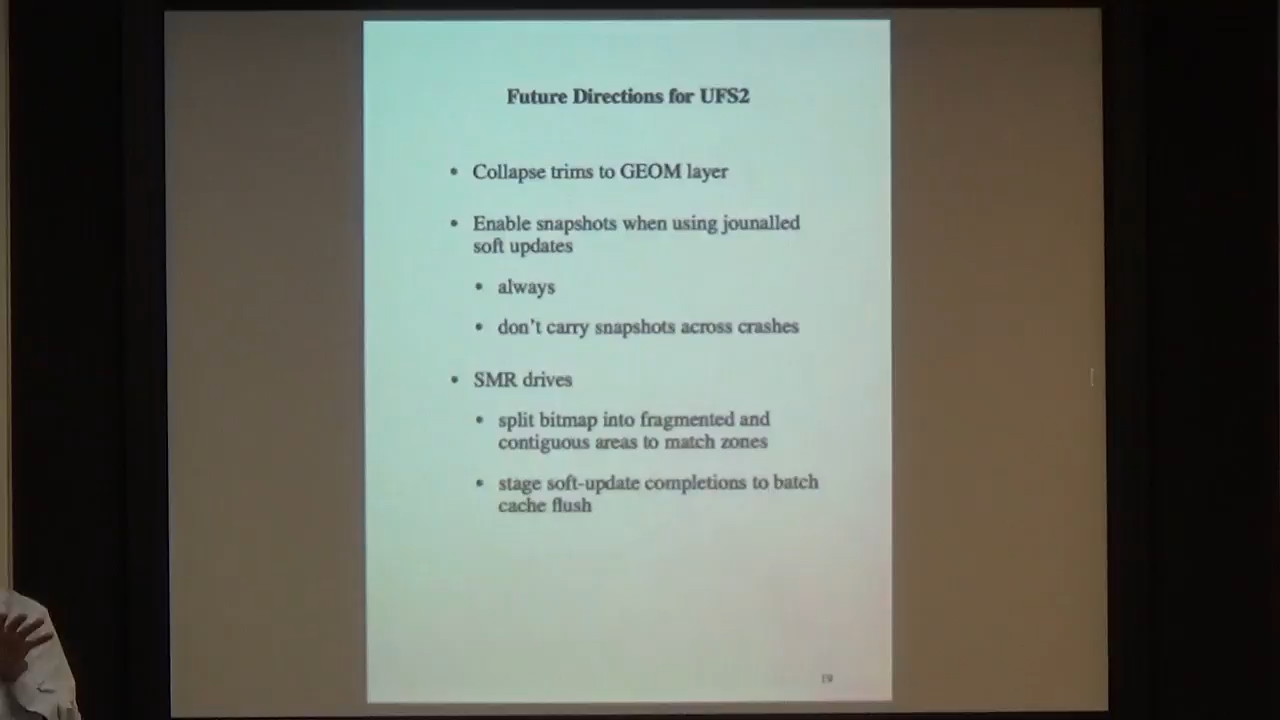 Future Directions for UFS2
• Collapse trims to GEOM layer
• Enable snapshots when using jounalled
soft updates
• always
• don't carry snapshots across crashes
• SMR drives
• split bitmap into fragmented and
contiguous areas to match zones
• stage soft-update completions to batch
cache flush
19